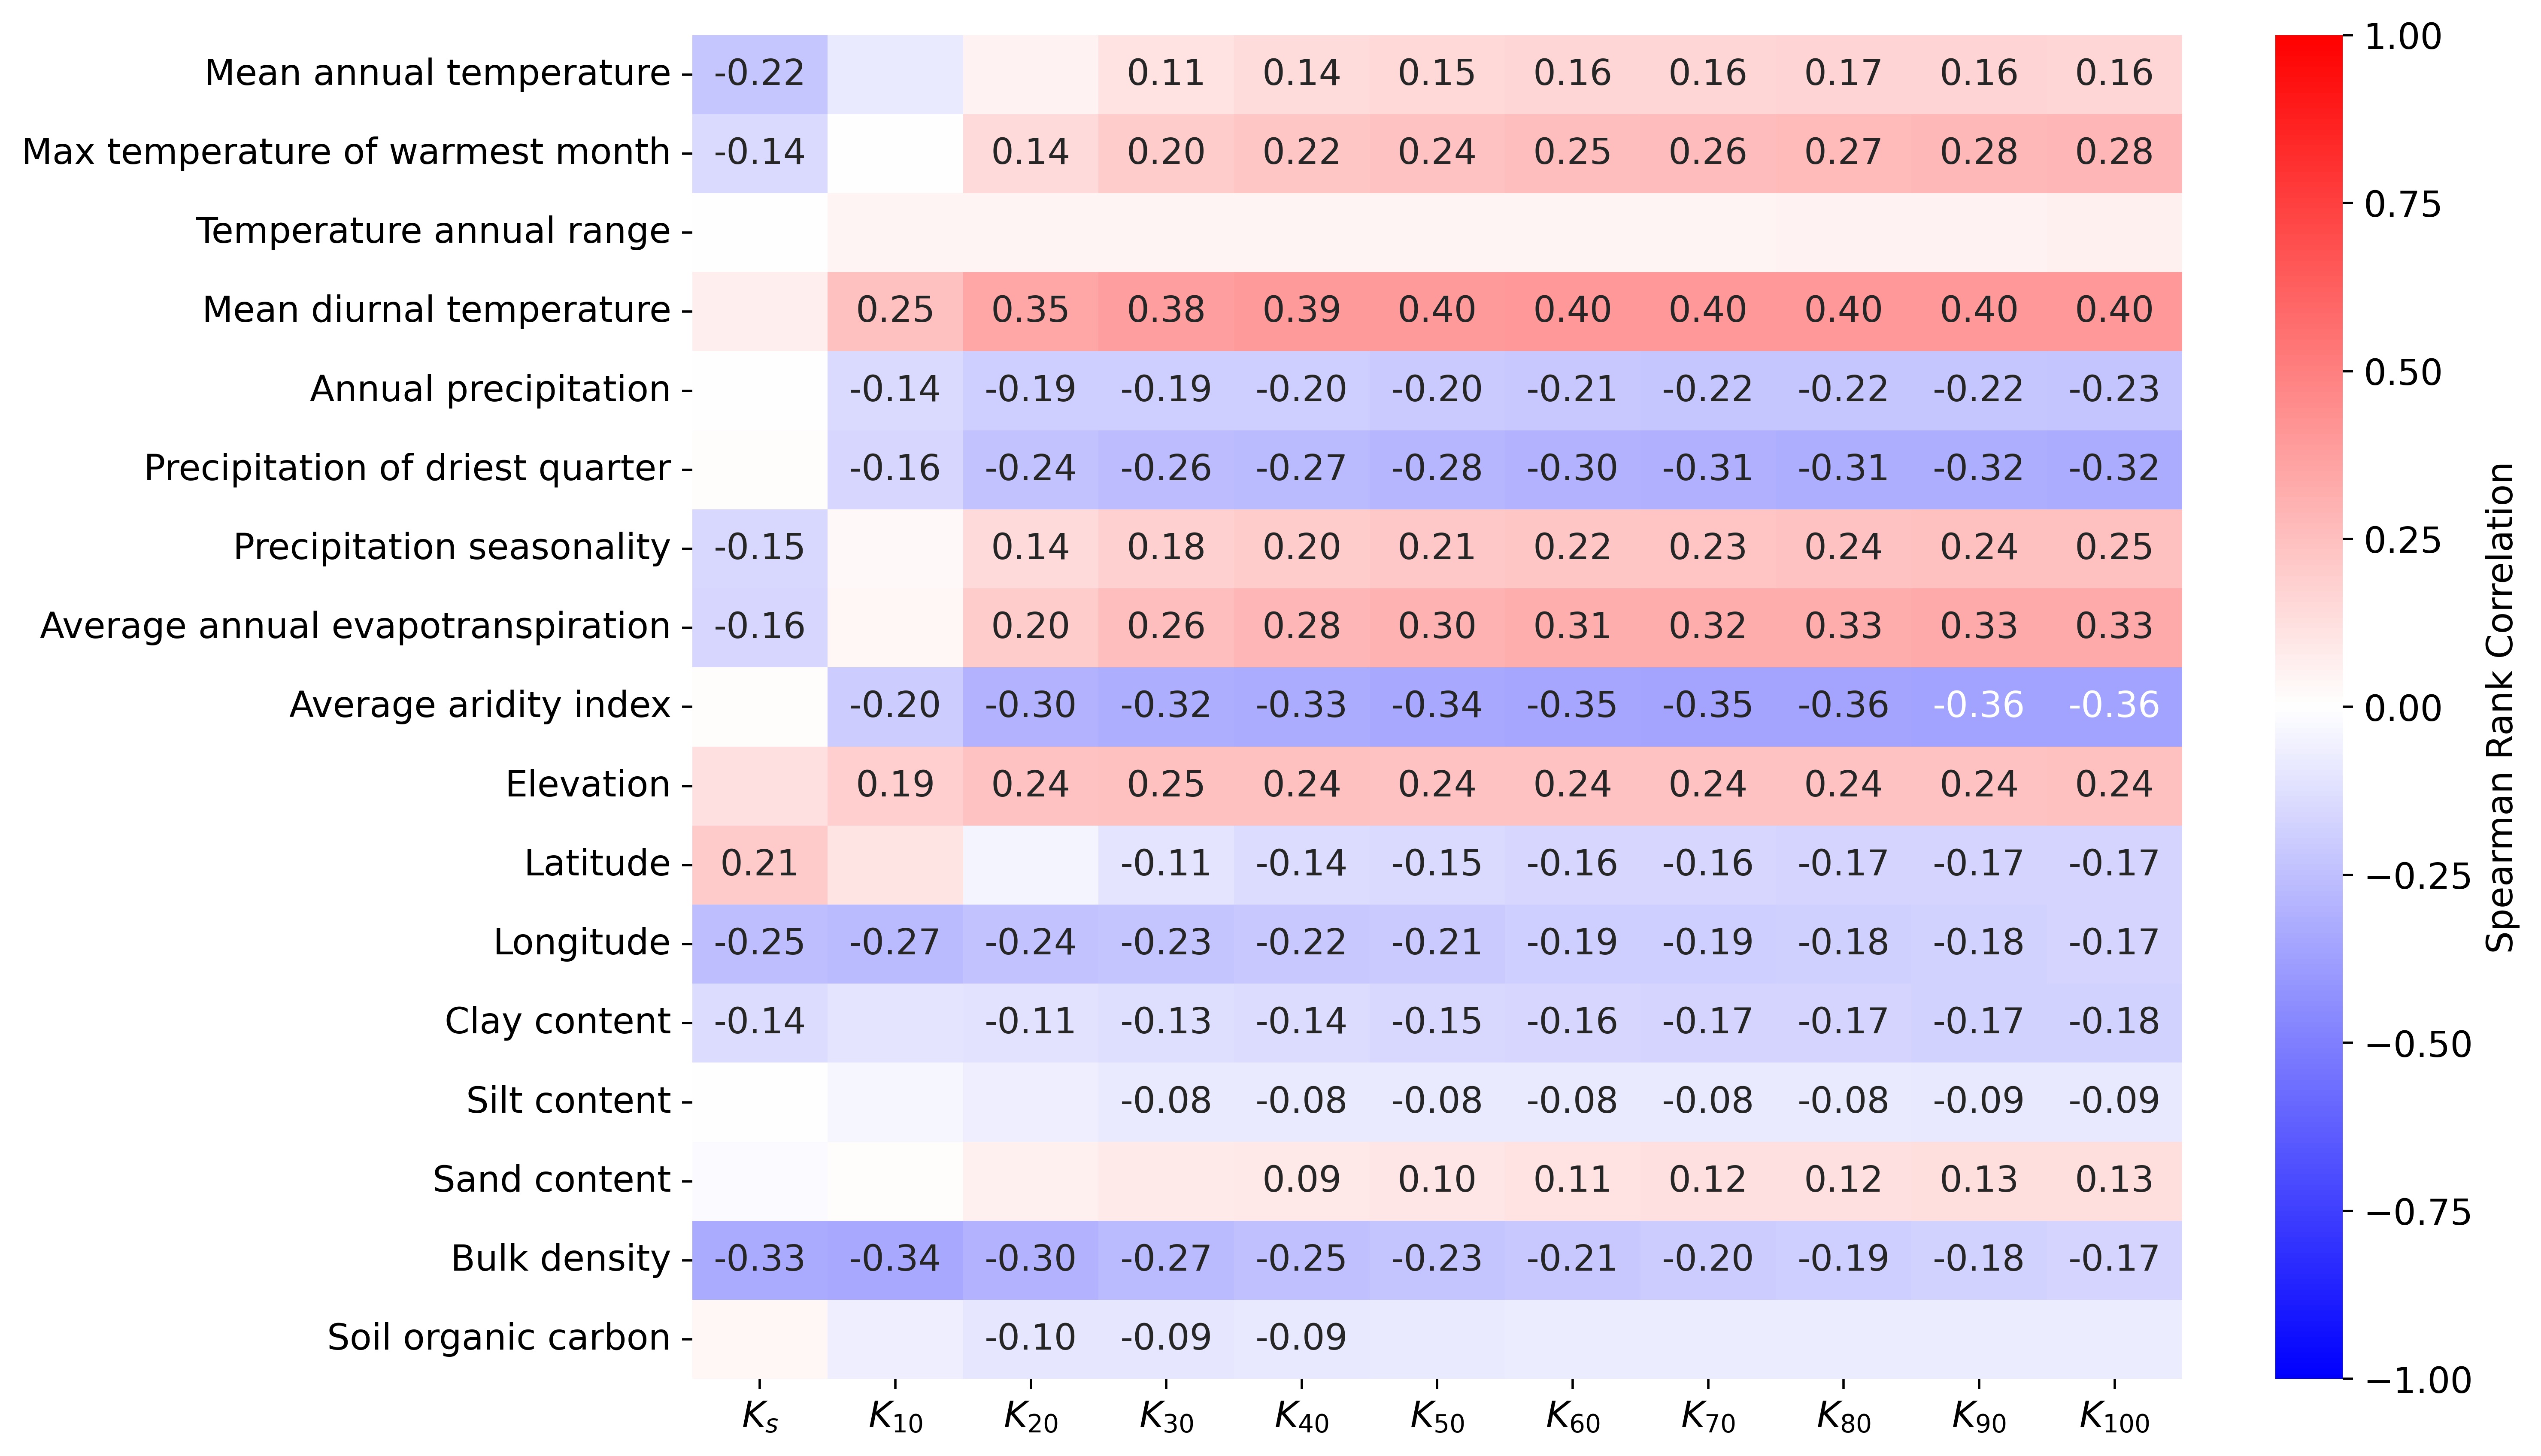 Mean annual temperature -0.22 0.11 0.14 0.15 0.16 0.16 0.17 0.16 0.16
Max temperature of warmest month -0.14 0.14 0.20 0.22 0.24 0.25 0.26 0.27 0.28 0.28
Temperature annual range
Mean diurnal temperature 0.25 0.35 0.38 0.39 0.40 0.40 0.40 0.40 0.40 0.40
Annual precipitation -0.14 -0.19 -0.19 -0.20 -0.20 -0.21 -0.22 -0.22 -0.22 -0.23
Precipitation of driest quarter -0.16 -0.24 -0.26 -0.27 -0.28 -0.30 -0.31 -0.31 -0.32 -0.32
Precipitation seasonality -0.15 0.14 0.18 0.20 0.21 0.22 0.23 0.24 0.24 0.25
Average annual evapotranspiration -0.16 0.20 0.26 0.28 0.30 0.31 0.32 0.33 0.33 0.33
Average aridity index -0.20 -0.30 -0.32 -0.33 -0.34 -0.35 -0.35 -0.36 -0.36 -0.36
Elevation 0.19 0.24 0.25 0.24 0.24 0.24 0.24 0.24 0.24 0.24
Latitude 0.21 -0.11 -0.14 -0.15 -0.16 -0.16 -0.17 -0.17 -0.17
Longitude -0.25 -0.27 -0.24 -0.23 -0.22 -0.21 -0.19 -0.19 -0.18 -0.18 -0.17
Clay content -0.14 -0.11 -0.13 -0.14 -0.15 -0.16 -0.17 -0.17 -0.17 -0.18
Silt content -0.08 -0.08 -0.08 -0.08 -0.08 -0.08 -0.09 -0.09
Sand content 0.09 0.10 0.11 0.12 0.12 0.13 0.13
Bulk density -0.33 -0.34 -0.30 -0.27 -0.25 -0.23 -0.21 -0.20 -0.19 -0.18 -0.17
Soil organic carbon -0.10 -0.09 -0.09
K_s K_10 K_20 K_30 K_40 K_50 K_60 K_70 K_80 K_90 K_100
1.00
0.75
0.50
0.25
0.00
−0.25
−0.50
−0.75
−1.00
Spearman Rank Correlation